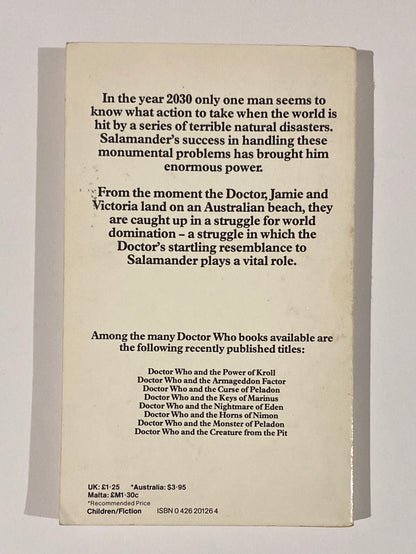 In the year 2030 only one man seems to
know what action to take when the world is
hit by a series of terrible natural disasters.
Salamander's success in handling these
monumental problems has brought him
enormous power.
From the moment the Doctor, Jamie and
Victoria land on an Australian beach, they
are caught up in a struggle for world
domination – a struggle in which the
Doctor's startling resemblance to
Salamander plays a vital role.
Among the many Doctor Who books available are
the following recently published titles:
Doctor Who and the Power of Kroll
Doctor Who and the Armageddon Factor
Doctor Who and the Curse of Peladon
Doctor Who and the Keys of Marinus
Doctor Who and the Nightmare of Eden
Doctor Who and the Horns of Nimon
Doctor Who and the Monster of Peladon
Doctor Who and the Creature from the Pit
UK: £1·25 *Australia: $3·95
Malta: £M1·30c
*Recommended Price
Children/Fiction ISBN 0 426 20126 4